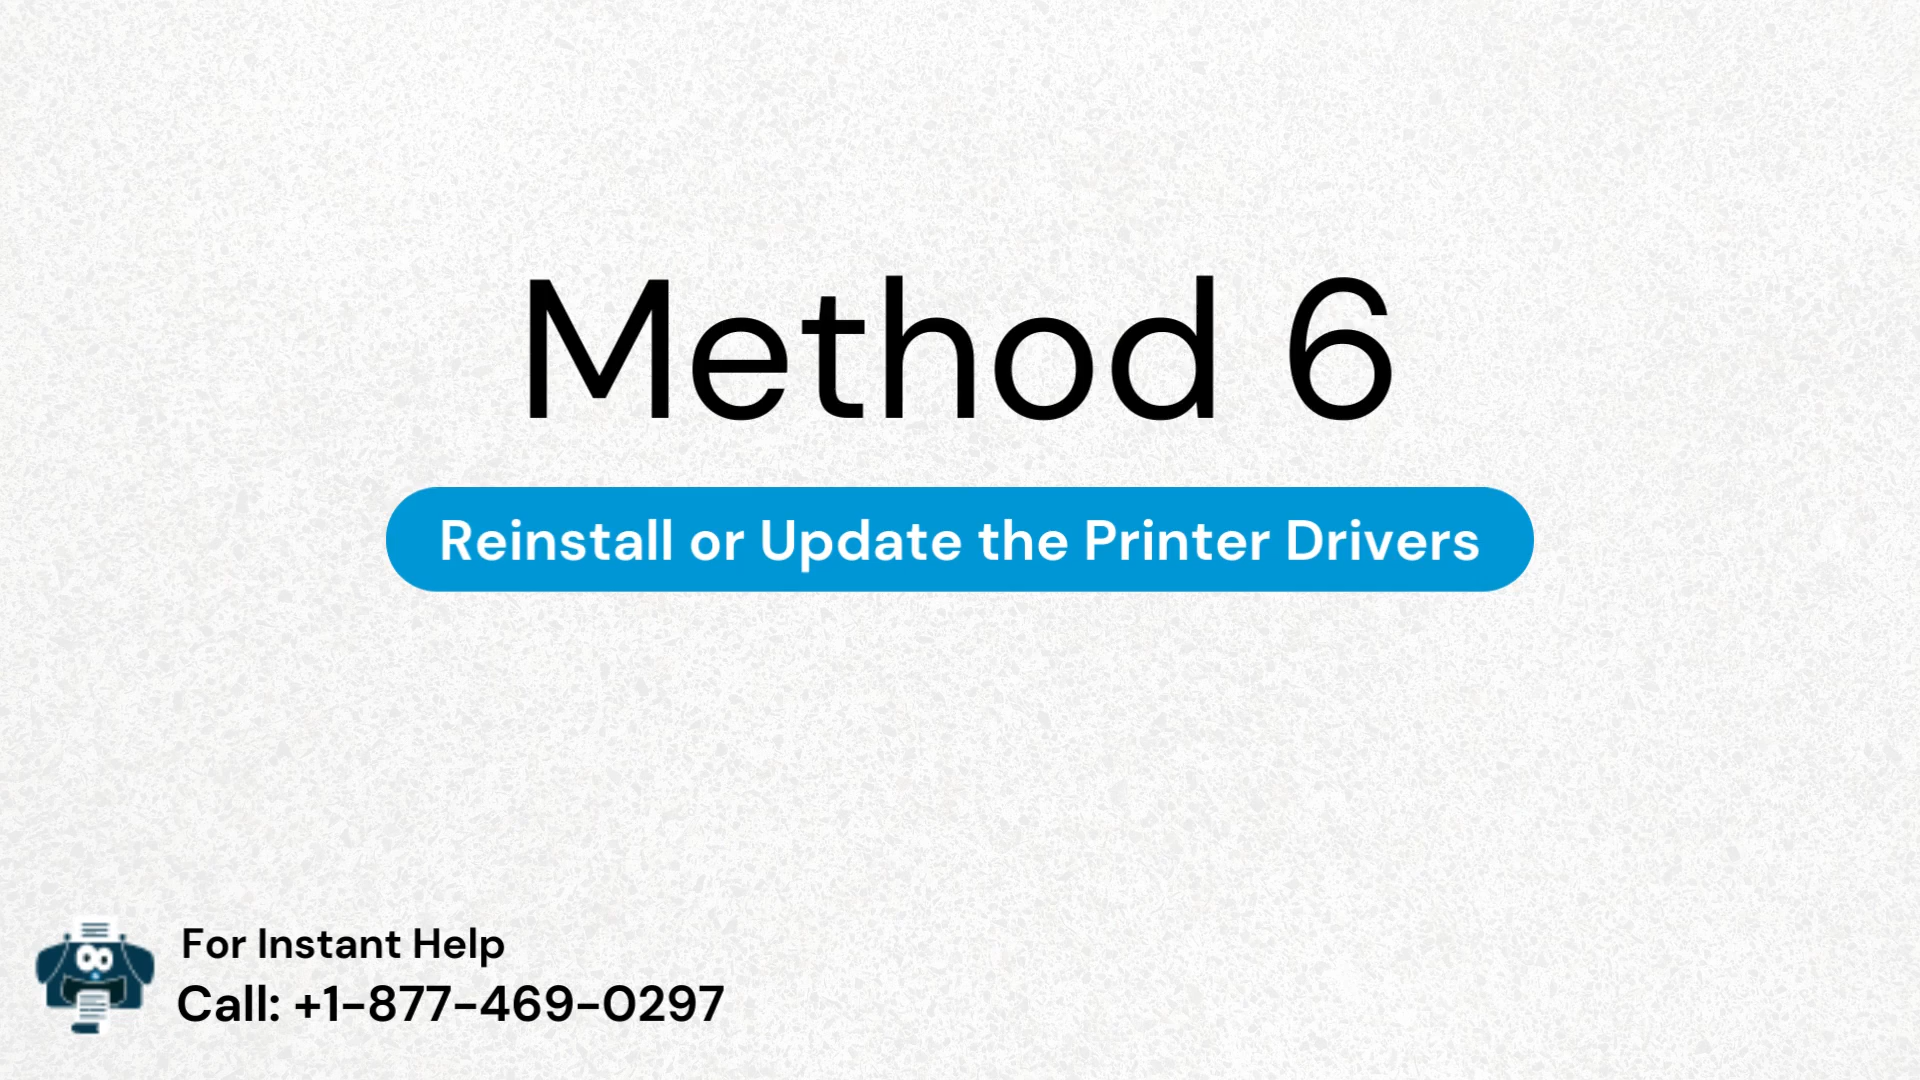 Method 6
Reinstall or Update the Printer Drivers
For Instant Help
Call: +1-877-469-0297